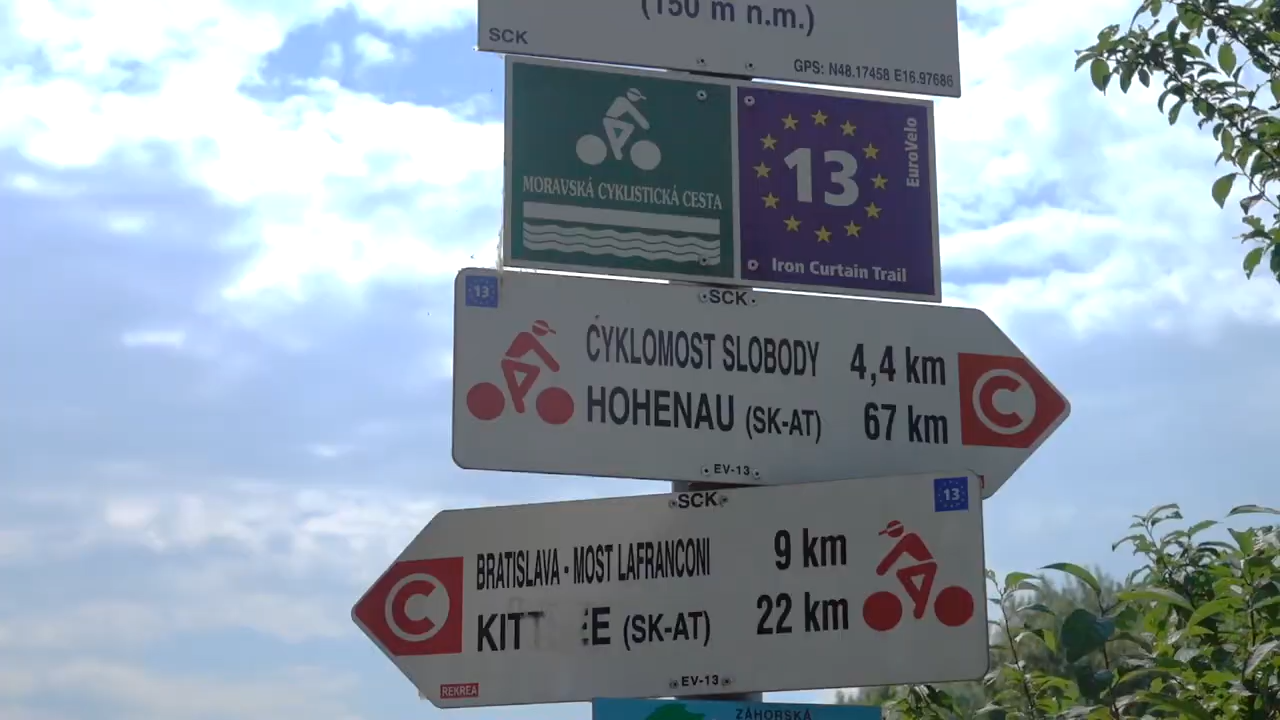 (150 m n.m.)
SCK
GPS: N48.17458 E16.97686
MORAVSKÁ CYKLISTICKÁ CESTA
EuroVelo
13
Iron Curtain Trail
13
SCK
CYKLOMOST SLOBODY 4,4 km
HOHENAU (SK-AT) 67 km
C
EV-13
SCK
13
BRATISLAVA - MOST LAFRANCONI 9 km
(SK-AT) 22 km
C
REKREA
EV-13
ZÁHORSKÁ